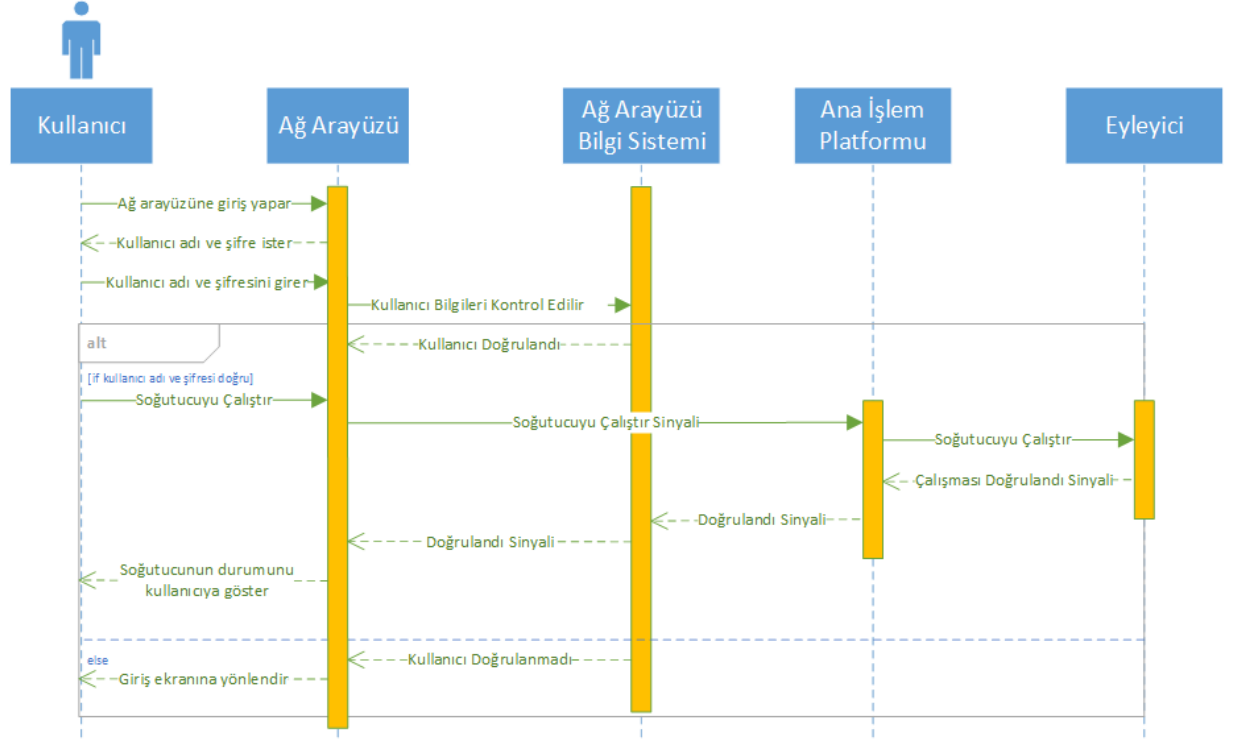 Kullanıcı
Ağ Arayüzü
Ağ Arayüzü
Bilgi Sistemi
Ana İşlem
Platformu
Eyleyici
Ağ arayüzüne giriş yapar
Kullanıcı adı ve şifre ister
Kullanıcı adı ve şifresini girer
Kullanıcı Bilgileri Kontrol Edilir
alt
Kullanıcı Doğrulandı
[if kullanıcı adı ve şifresi doğru]
Soğutucuyu Çalıştır
Soğutucuyu Çalıştır Sinyali
Soğutucuyu Çalıştır
Çalışması Doğrulandı Sinyali
Doğrulandı Sinyali
Doğrulandı Sinyali
Soğutucunun durumunu
kullanıcıya göster
else
Kullanıcı Doğrulanmadı
Giriş ekranına yönlendir